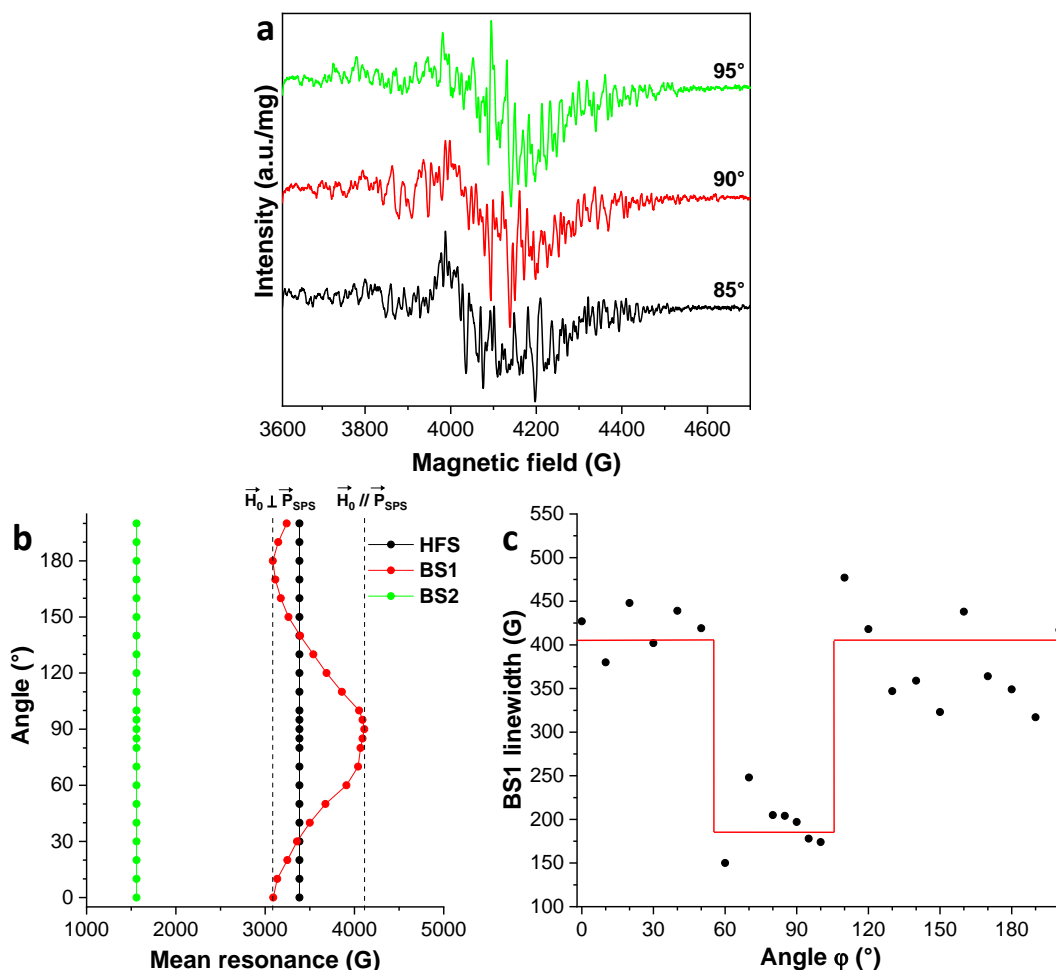 a
95°
90°
85°
Intensity (a.u./mg)
3600 3800 4000 4200 4400 4600
Magnetic field (G)
b
H₀ ⊥ P_SPS
H₀ // P_SPS
HFS
BS1
BS2
180
150
120
90
60
30
0
Angle (°)
1000 2000 3000 4000 5000
Mean resonance (G)
c
550
500
450
400
350
300
250
200
150
100
BS1 linewidth (G)
0 30 60 90 120 150 180
Angle φ (°)